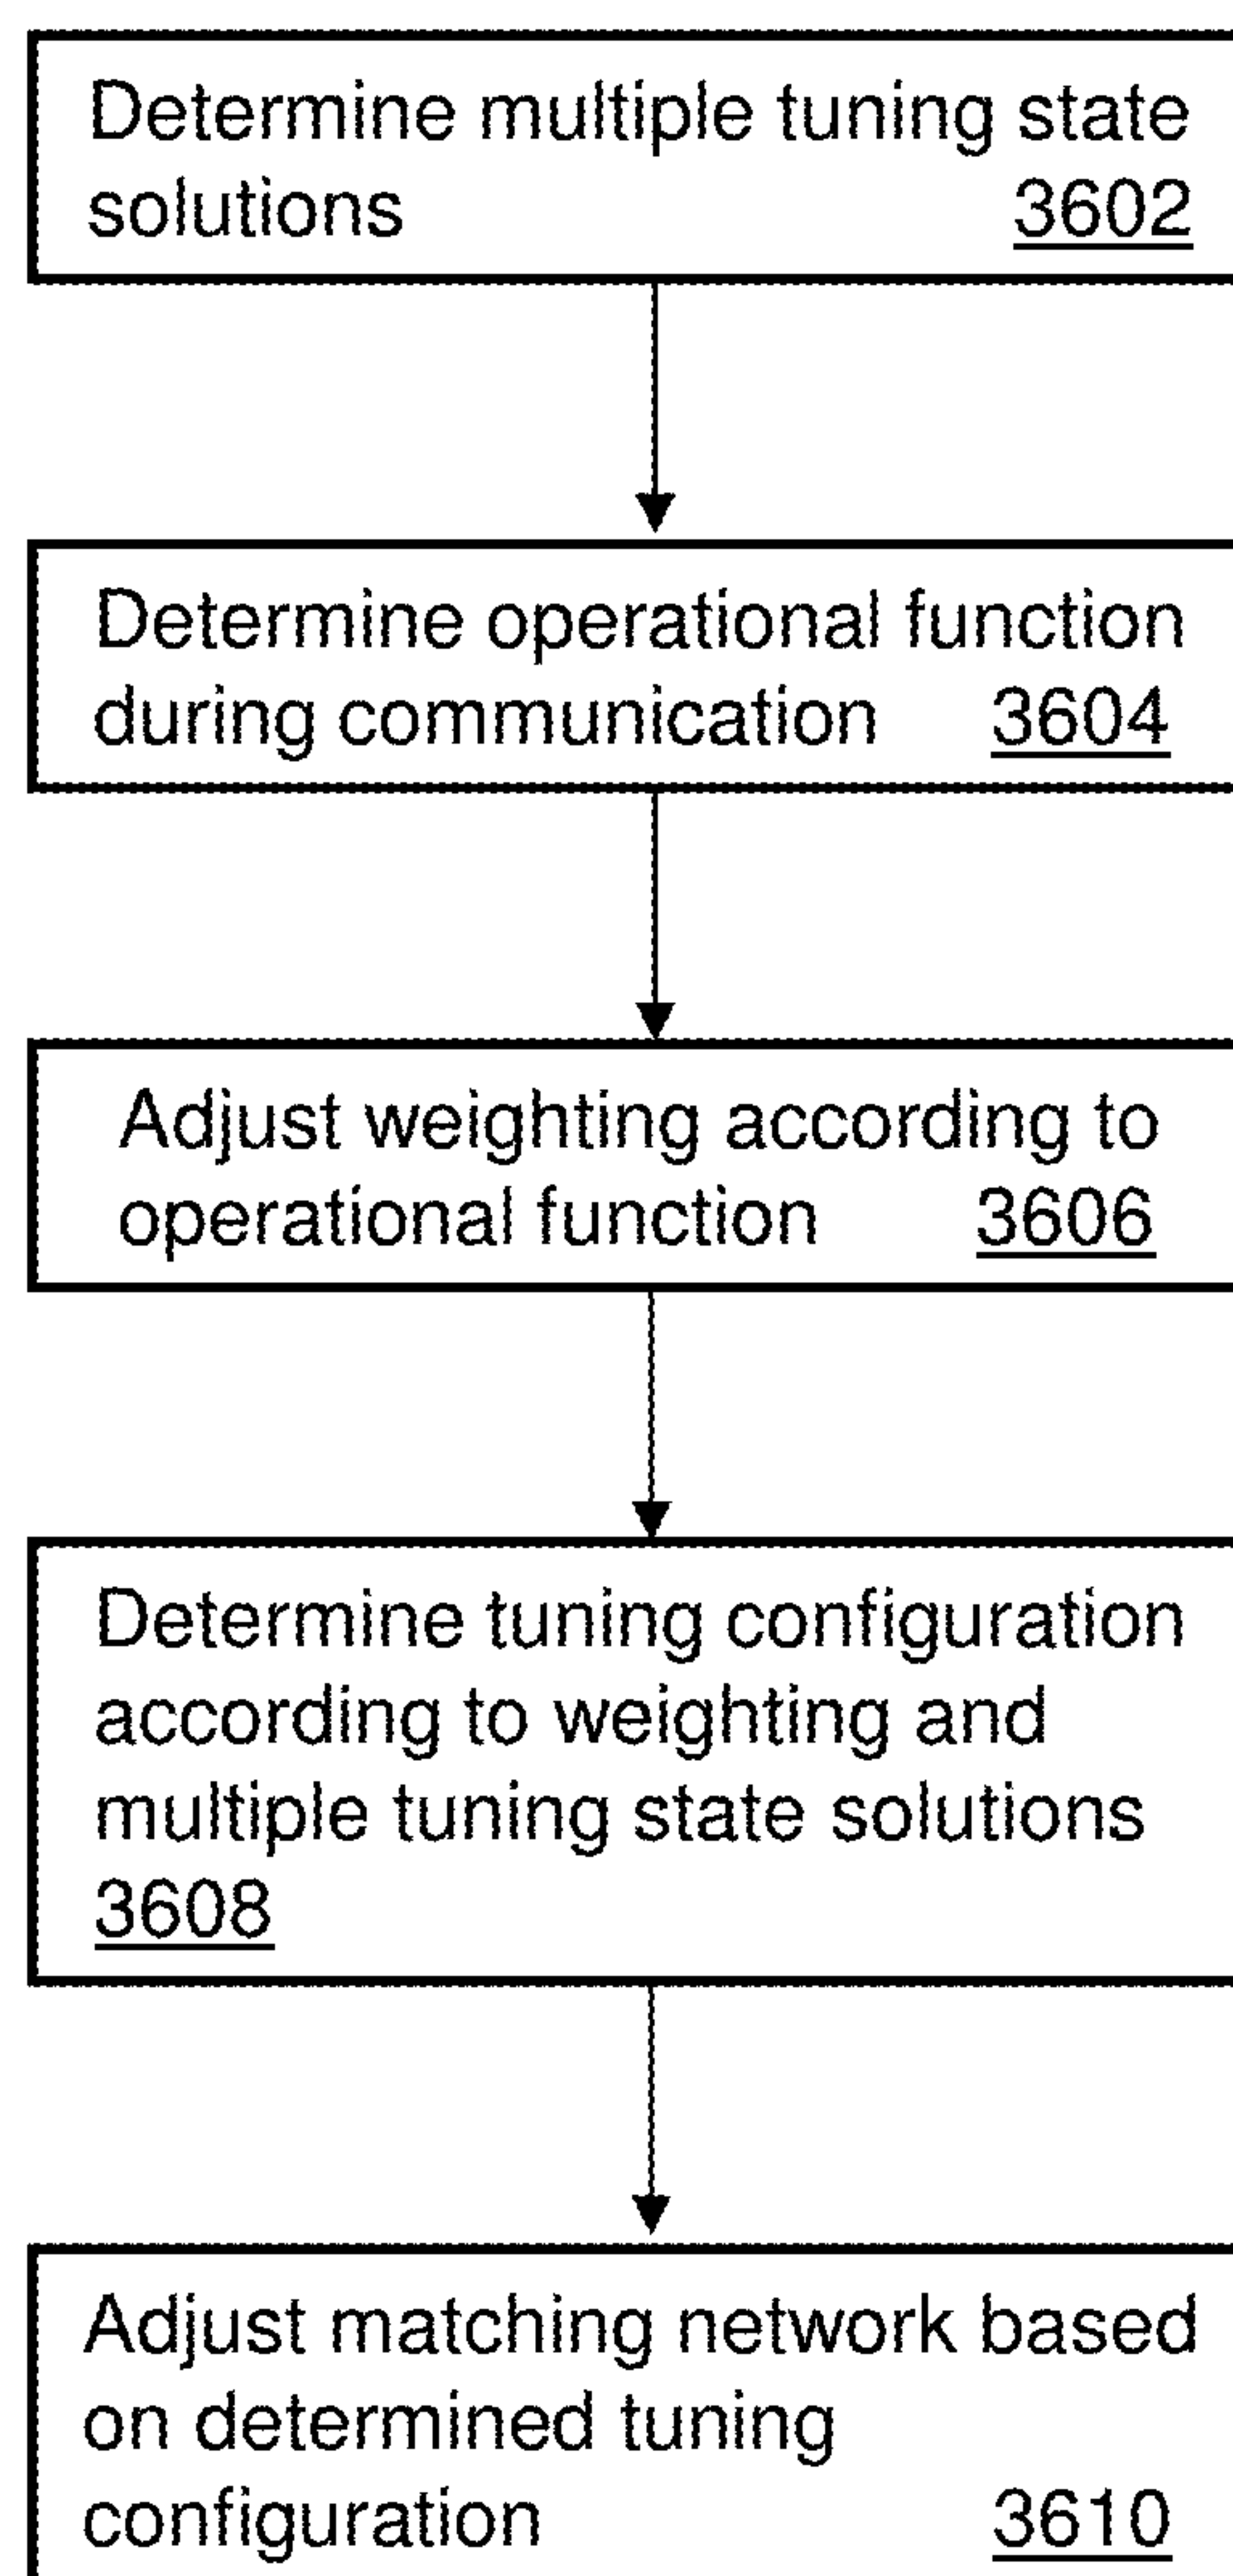 Determine multiple tuning state
solutions 3602
Determine operational function
during communication 3604
Adjust weighting according to
operational function 3606
Determine tuning configuration
according to weighting and
multiple tuning state solutions
3608
Adjust matching network based
on determined tuning
configuration 3610